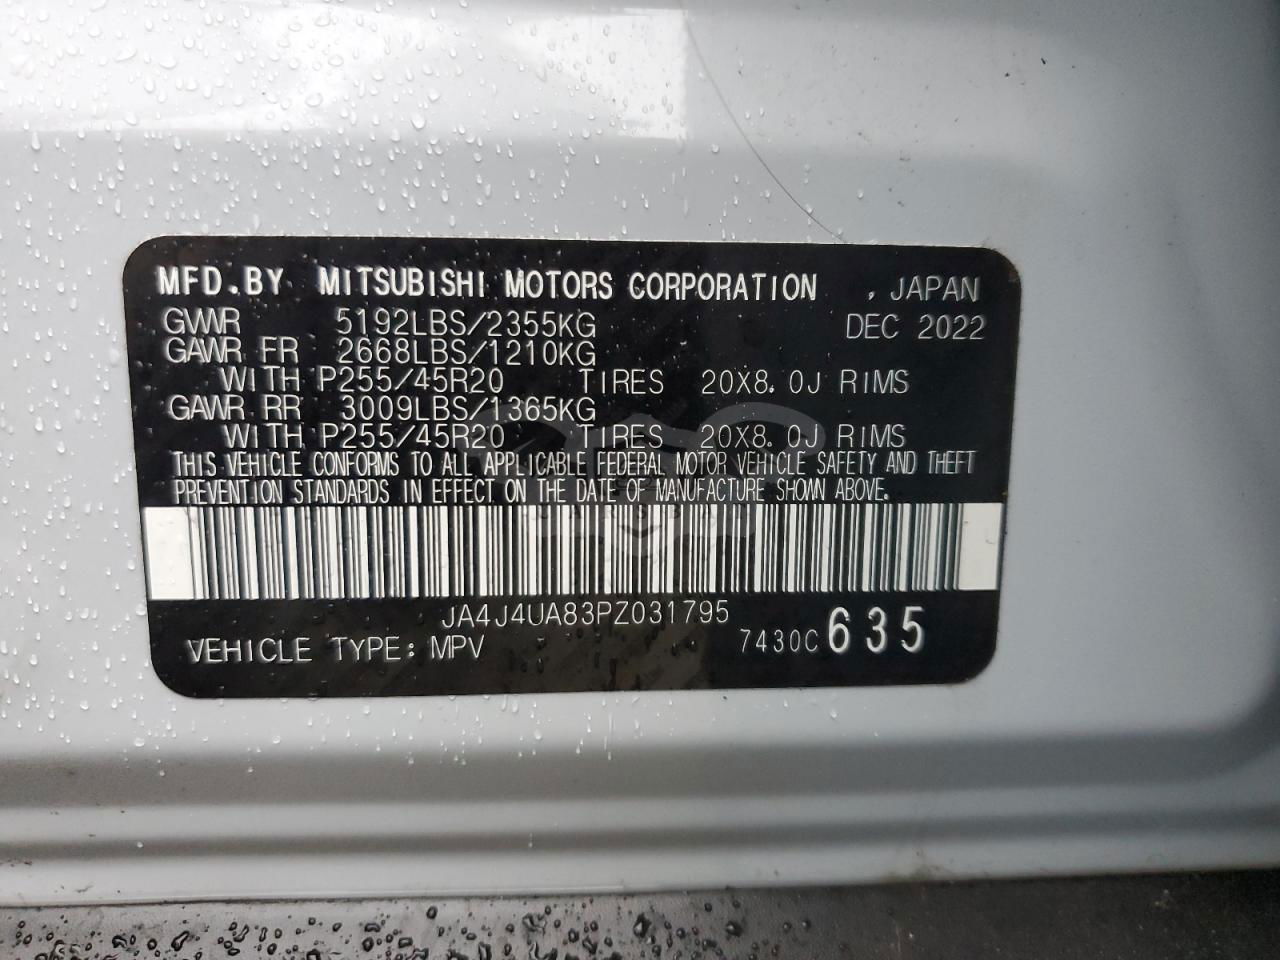 MFD.BY MITSUBISHI MOTORS CORPORATION , JAPAN
GVWR 5192LBS/2355KG DEC 2022
GAWR FR 2668LBS/1210KG
WITH P255/45R20 TIRES 20X8.0J RIMS
GAWR RR 3009LBS/1365KG
WITH P255/45R20 TIRES 20X8.0J RIMS
THIS VEHICLE CONFORMS TO ALL APPLICABLE FEDERAL MOTOR VEHICLE SAFETY AND THEFT
PREVENTION STANDARDS IN EFFECT ON THE DATE OF MANUFACTURE SHOWN ABOVE.
JA4J4UA83PZ031795
VEHICLE TYPE: MPV 7430C 635